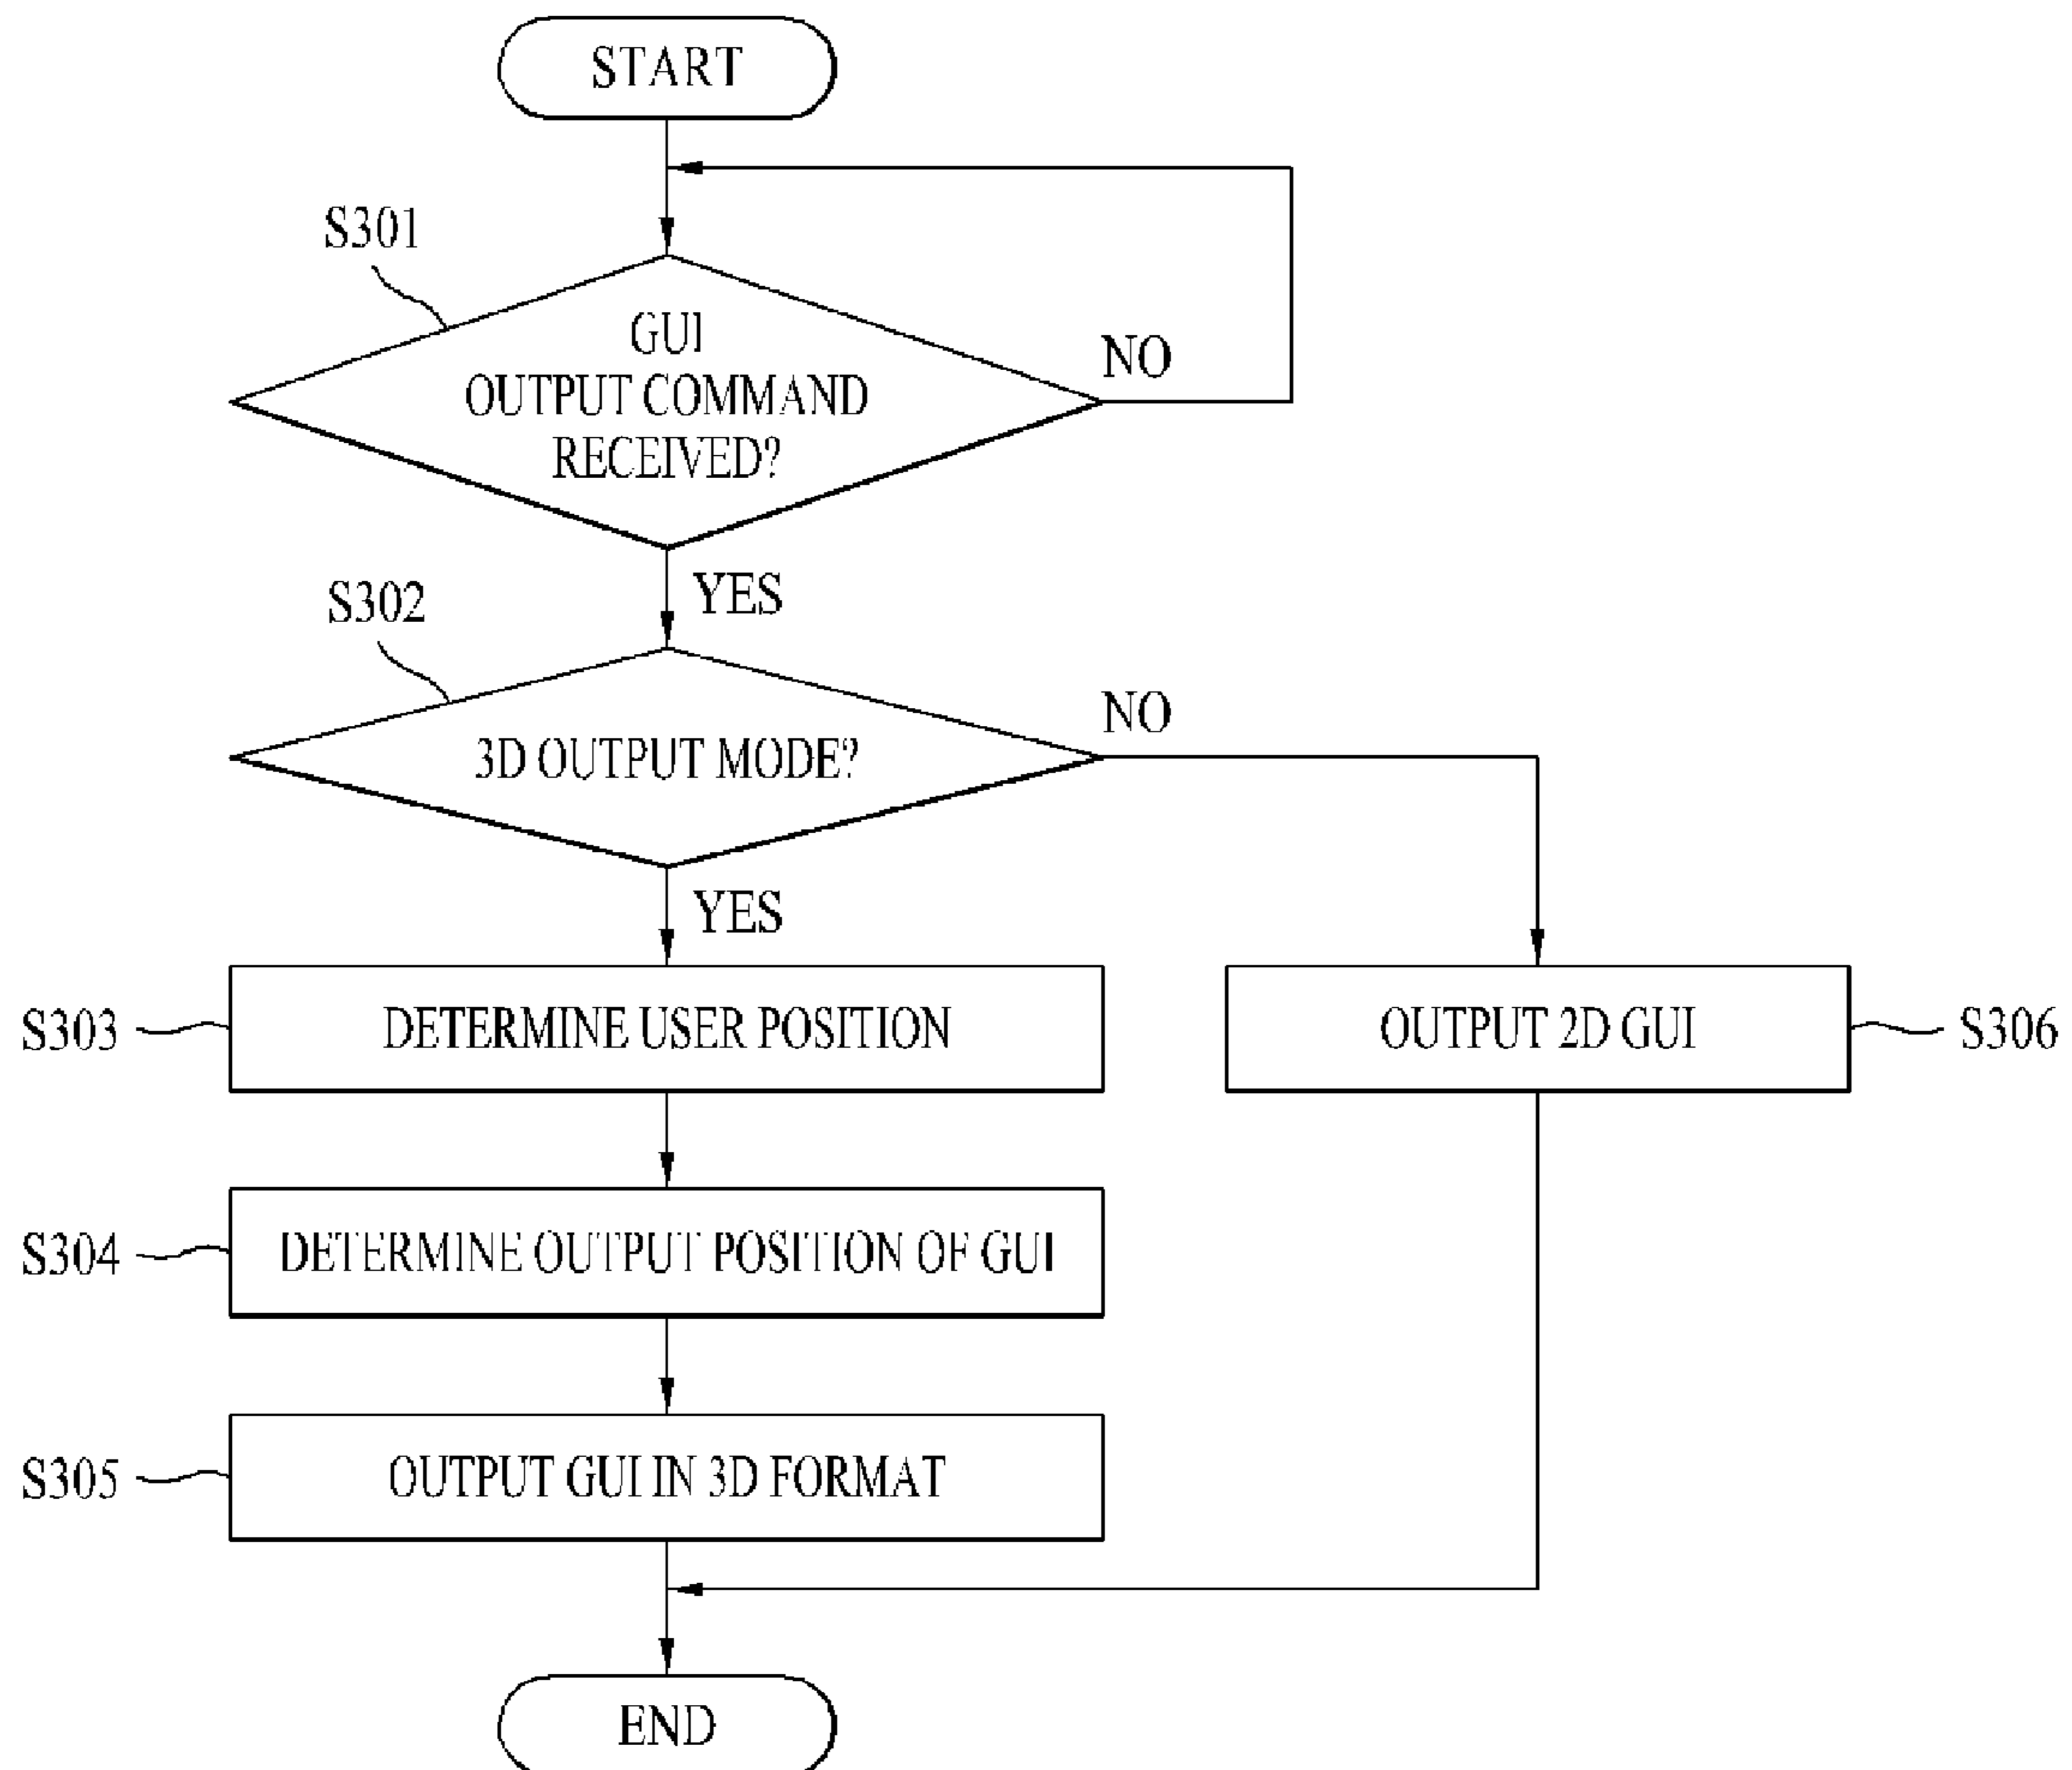 START
S301
GUI
OUTPUT COMMAND
RECEIVED?
NO
YES
S302
3D OUTPUT MODE?
NO
YES
S303
DETERMINE USER POSITION
OUTPUT 2D GUI
S306
S304
DETERMINE OUTPUT POSITION OF GUI
S305
OUTPUT GUI IN 3D FORMAT
END